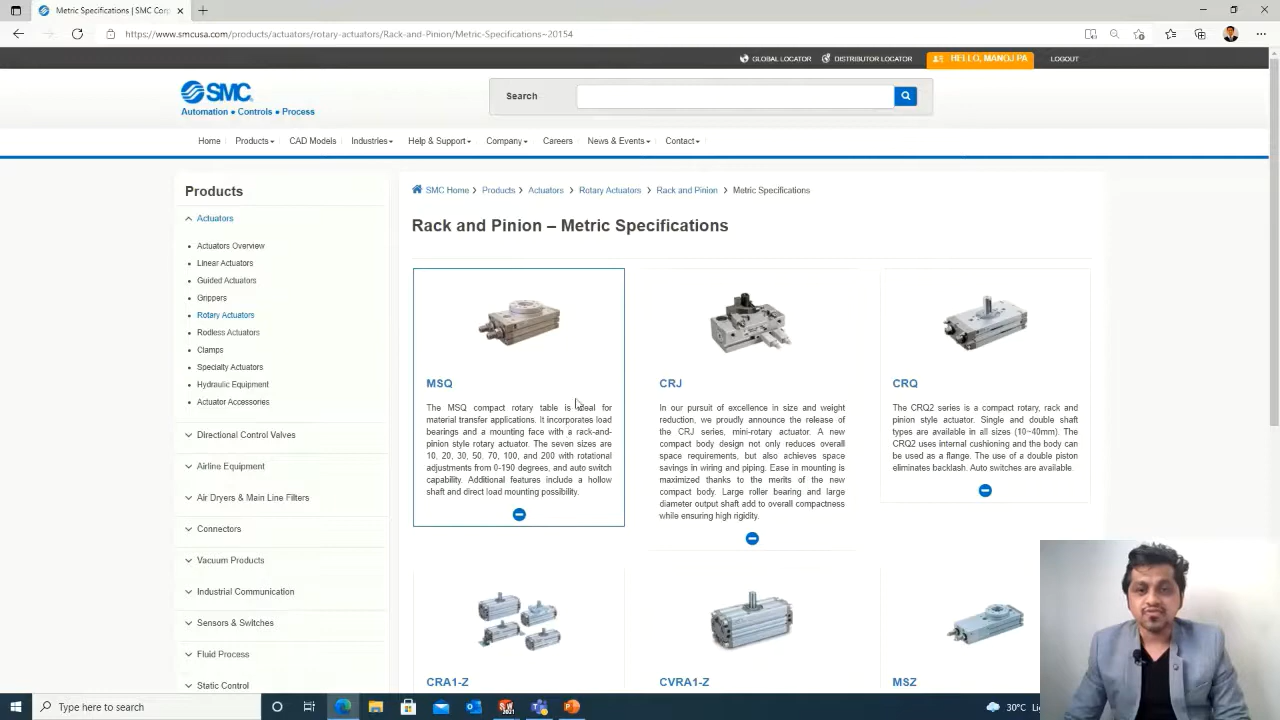 Metric Specifications | SMC Cor
https://www.smcusa.com/products/actuators/rotary-actuators/Rack-and-Pinion/Metric-Specifications~20154
GLOBAL LOCATOR DISTRIBUTOR LOCATOR HELLO, MANOJ PA LOGOUT
SMC
Automation ● Controls ● Process
Search
Home Products CAD Models Industries Help & Support Company Careers News & Events Contact
Products
Actuators
Actuators Overview
Linear Actuators
Guided Actuators
Grippers
Rotary Actuators
Rodless Actuators
Clamps
Specialty Actuators
Hydraulic Equipment
Actuator Accessories
Directional Control Valves
Airline Equipment
Air Dryers & Main Line Filters
Connectors
Vacuum Products
Industrial Communication
Sensors & Switches
Fluid Process
Static Control
SMC Home Products Actuators Rotary Actuators Rack and Pinion Metric Specifications
Rack and Pinion – Metric Specifications
MSQ
The MSQ compact rotary table is ideal for
material transfer applications. It incorporates load
bearings and a mounting face with a rack-and-
pinion style rotary actuator. The seven sizes are
10, 20, 30, 50, 70, 100, and 200 with rotational
adjustments from 0-190 degrees, and auto switch
capability. Additional features include a hollow
shaft and direct load mounting possibility.
CRJ
In our pursuit of excellence in size and weight
reduction, we proudly announce the release of
the CRJ series, mini-rotary actuator. A new
compact body design not only reduces overall
space requirements, but also achieves space
savings in wiring and piping. Ease in mounting is
maximized thanks to the merits of the new
compact body. Large roller bearing and large
diameter output shaft add to overall compactness
while ensuring high rigidity.
CRQ
The CRQ2 series is a compact rotary, rack and
pinion style actuator. Single and double shaft
types are available in all sizes (10~40mm). The
CRQ2 uses internal cushioning and the body can
be used as a flange. The use of a double piston
eliminates backlash. Auto switches are available.
CRA1-Z
CVRA1-Z
MSZ
Type here to search
30°C